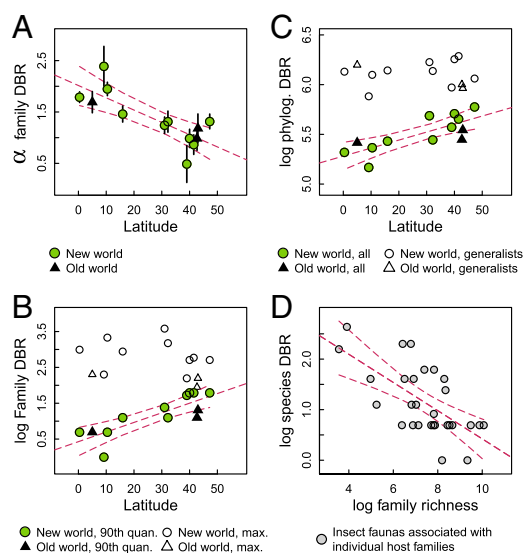 A
α family DBR
2.5
1.5
0.5
0 10 20 30 40 50
Latitude
New world
Old world
C
log phylog. DBR
6.5
6.0
5.5
5.0
0 10 20 30 40 50
Latitude
New world, all
Old world, all
New world, generalists
Old world, generalists
B
log Family DBR
3.5
2.5
1.5
0.5
0 10 20 30 40 50
Latitude
New world, 90th quan.
Old world, 90th quan.
New world, max.
Old world, max.
D
log species DBR
2.0
1.0
0.0
4 6 8 10
log family richness
Insect faunas associated with
individual host families